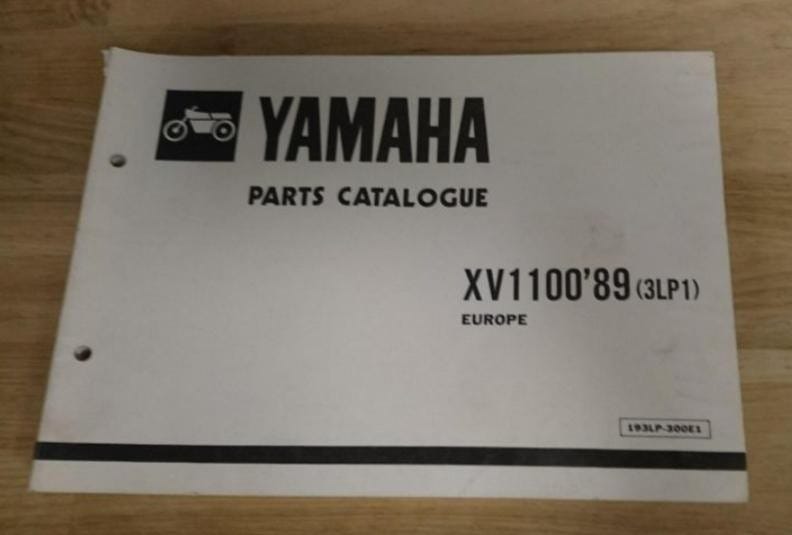 YAMAHA
PARTS CATALOGUE
XV1100'89 (3LP1)
EUROPE
193LP-300E1